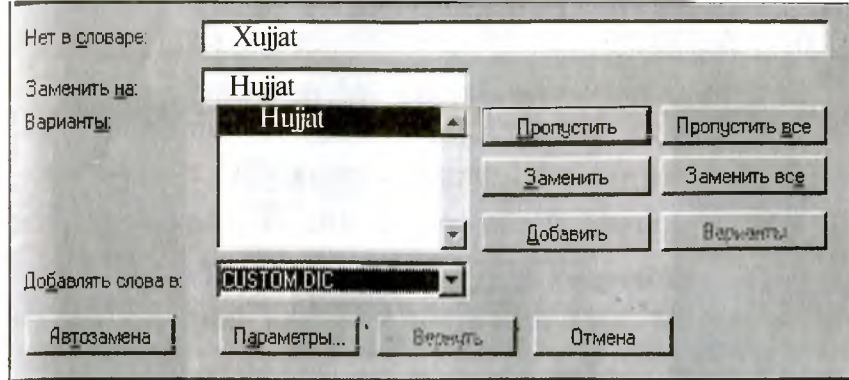 Нет в словаре: Xujjat
Заменить на: Hujjat
Варианты: Hujjat
Пропустить Пропустить все
Заменить Заменить все
Добавить Варианты
Добавлять слова в: CUSTOM.DIC
Автозамена Параметры... Вернуть Отмена